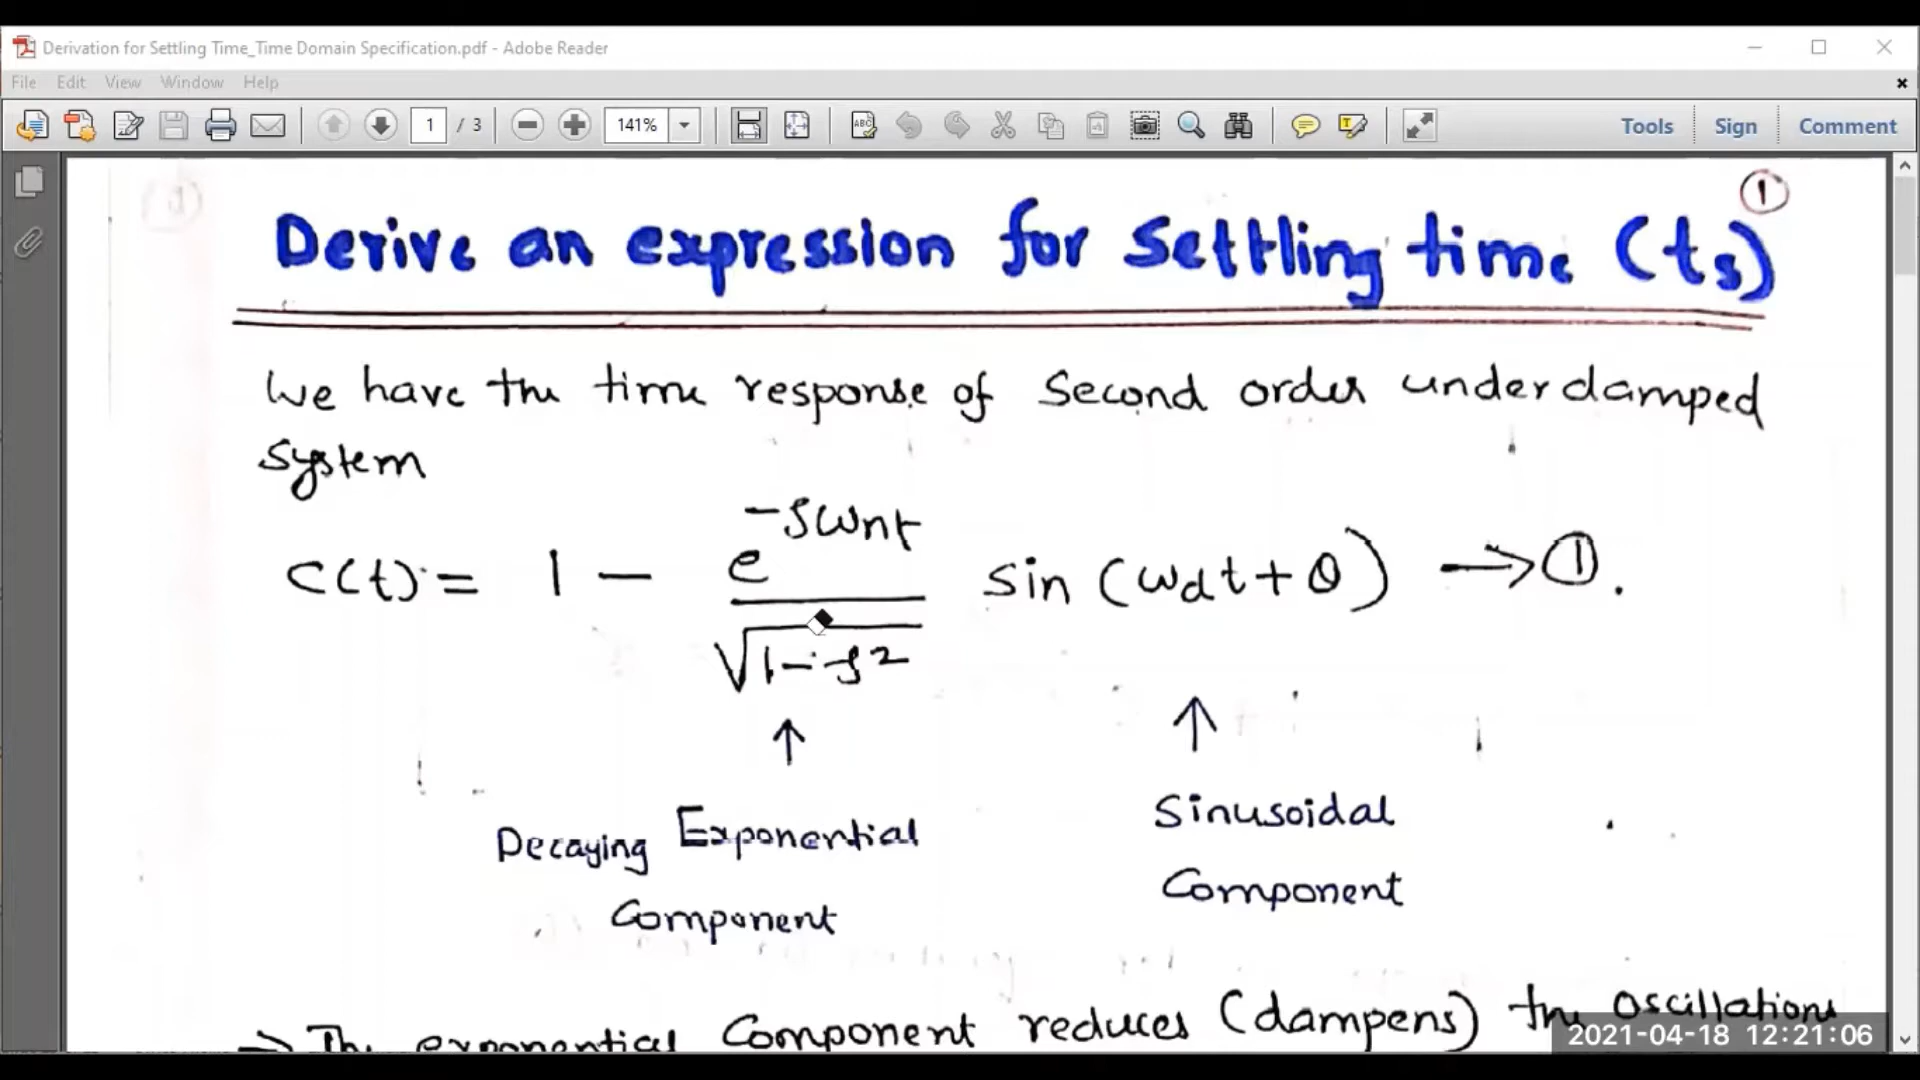 Derivation for Settling Time_Time Domain Specification.pdf - Adobe Reader
File Edit View Window Help
1 / 3 141% Tools Sign Comment
1
Derive an expression for settling time (ts)
We have the time response of second order underdamped
system
C(t) = 1 - e^(-ζωnt) / √(1-ζ²) sin (ωdt + θ) → 1.
↑ ↑
Decaying Exponential
Component
Sinusoidal
Component
→ The exponential component reduces (dampens) the oscillations
2021-04-18 12:21:06